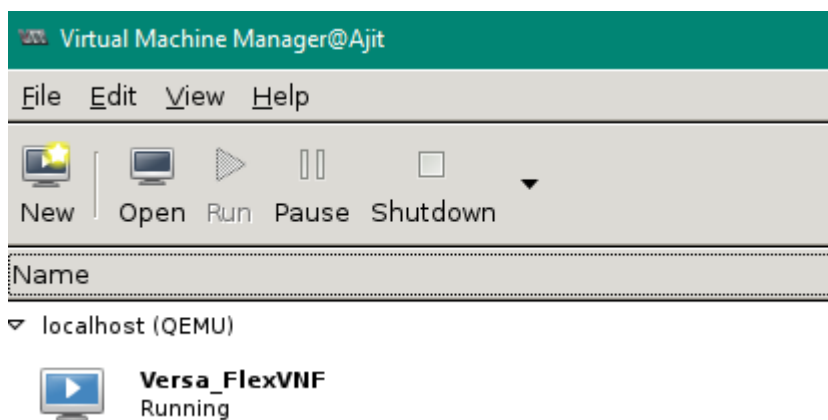 Virtual Machine Manager@Ajit
File Edit View Help
New Open Run Pause Shutdown
Name
localhost (QEMU)
Versa_FlexVNF
Running